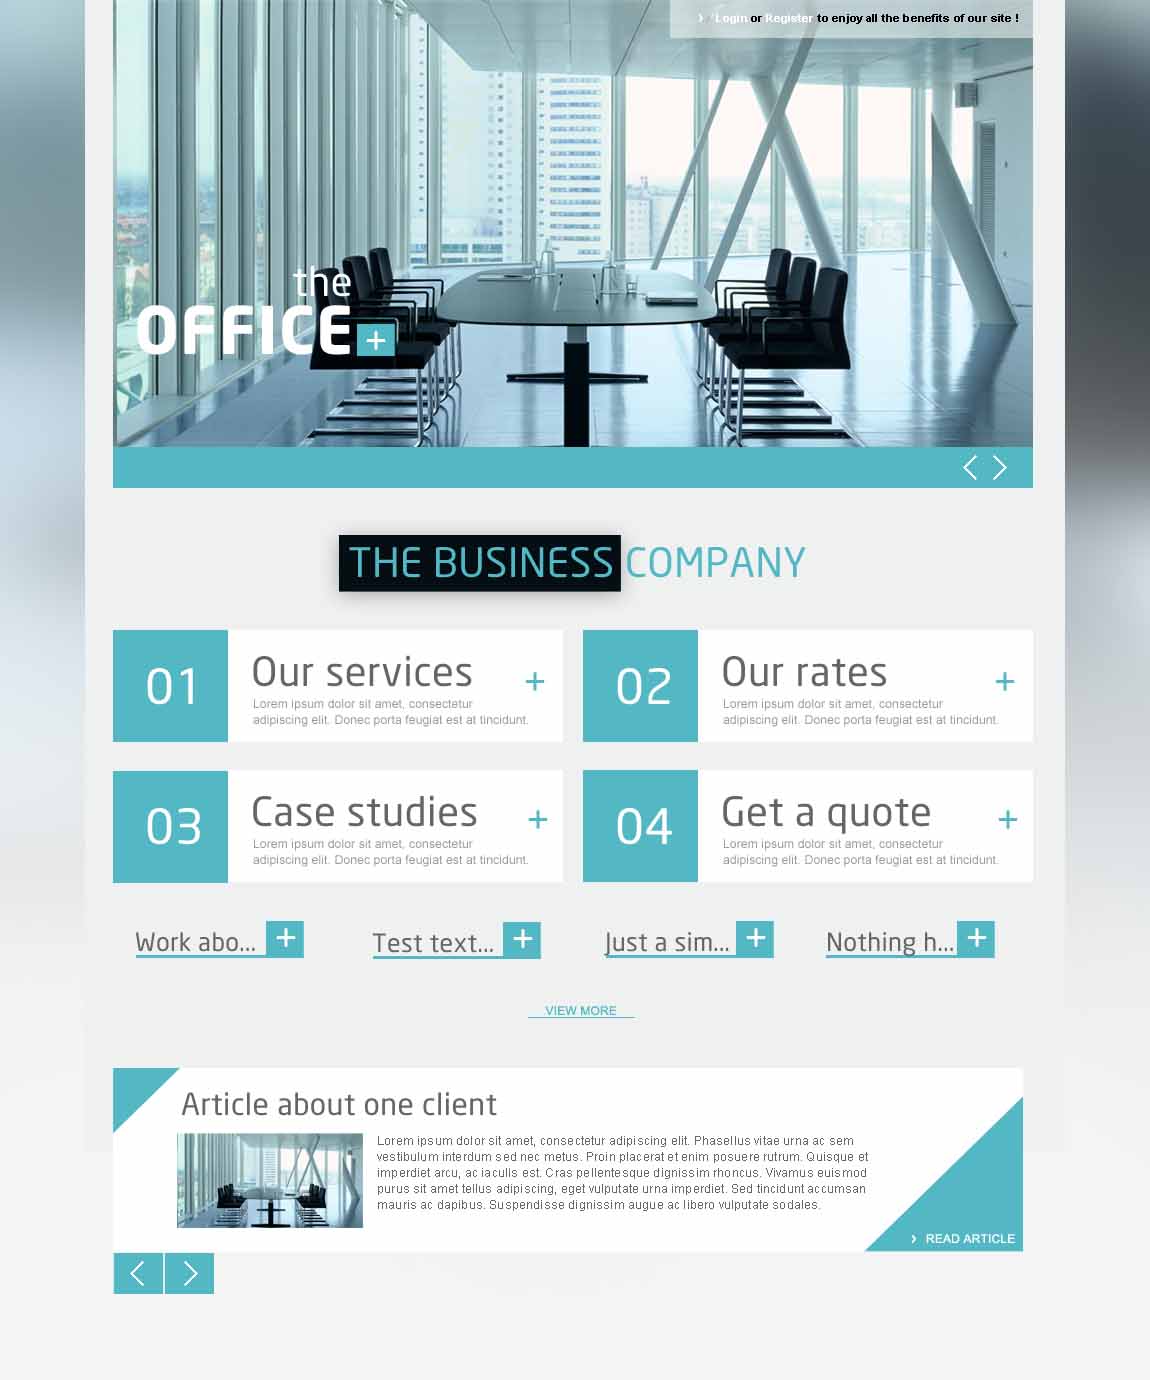 › Login or Register to enjoy all the benefits of our site !
the
OFFICE +
THE BUSINESS COMPANY
01
Our services +
Lorem ipsum dolor sit amet, consectetur
adipiscing elit. Donec porta feugiat est at tincidunt.
02
Our rates +
Lorem ipsum dolor sit amet, consectetur
adipiscing elit. Donec porta feugiat est at tincidunt.
03
Case studies +
Lorem ipsum dolor sit amet, consectetur
adipiscing elit. Donec porta feugiat est at tincidunt.
04
Get a quote +
Lorem ipsum dolor sit amet, consectetur
adipiscing elit. Donec porta feugiat est at tincidunt.
Work abo... +
Test text... +
Just a sim... +
Nothing h... +
VIEW MORE
Article about one client
Lorem ipsum dolor sit amet, consectetur adipiscing elit. Phasellus vitae urna ac sem
vestibulum interdum sed nec metus. Proin placerat et enim posuere rutrum. Quisque et
imperdiet arcu, ac iaculis est. Cras pellentesque dignissim rhoncus. Vivamus euismod
purus sit amet tellus adipiscing, eget vulputate urna imperdiet. Sed tincidunt accumsan
mauris ac dapibus. Suspendisse dignissim augue ac libero vulputate sodales.
› READ ARTICLE